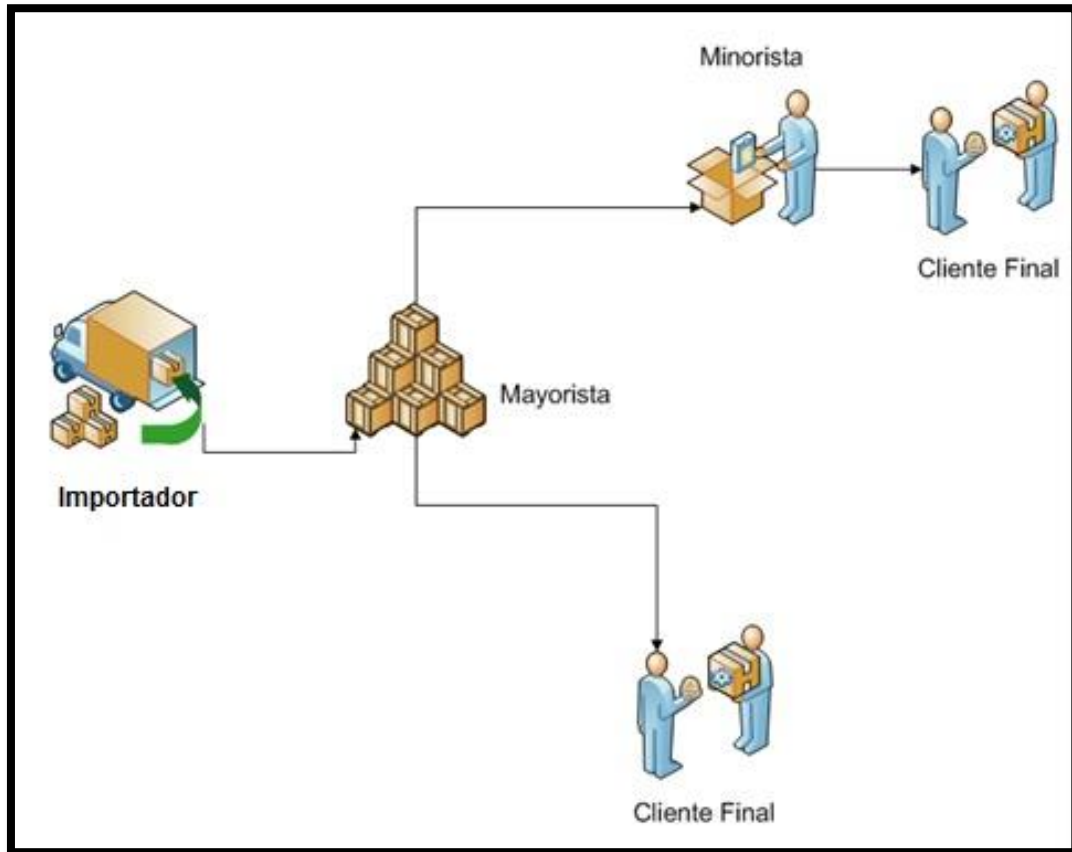 Minorista
Cliente Final
Mayorista
Importador
Cliente Final